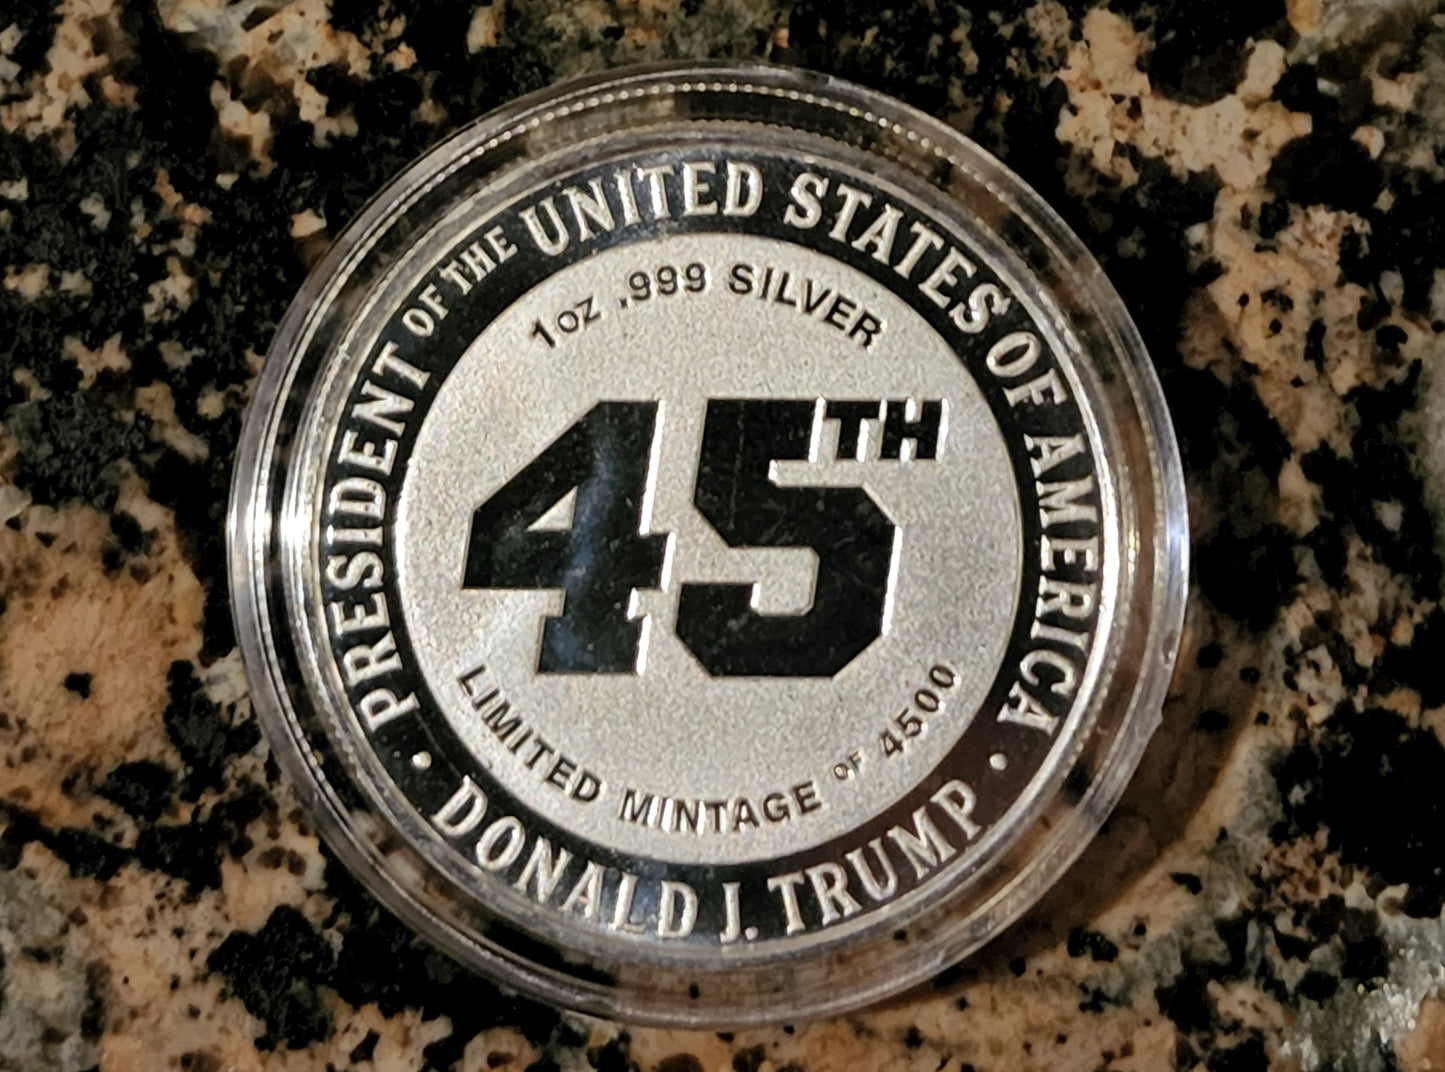 PRESIDENT OF THE UNITED STATES OF AMERICA
1oz .999 SILVER
45TH
LIMITED MINTAGE OF 4500
• DONALD J. TRUMP •